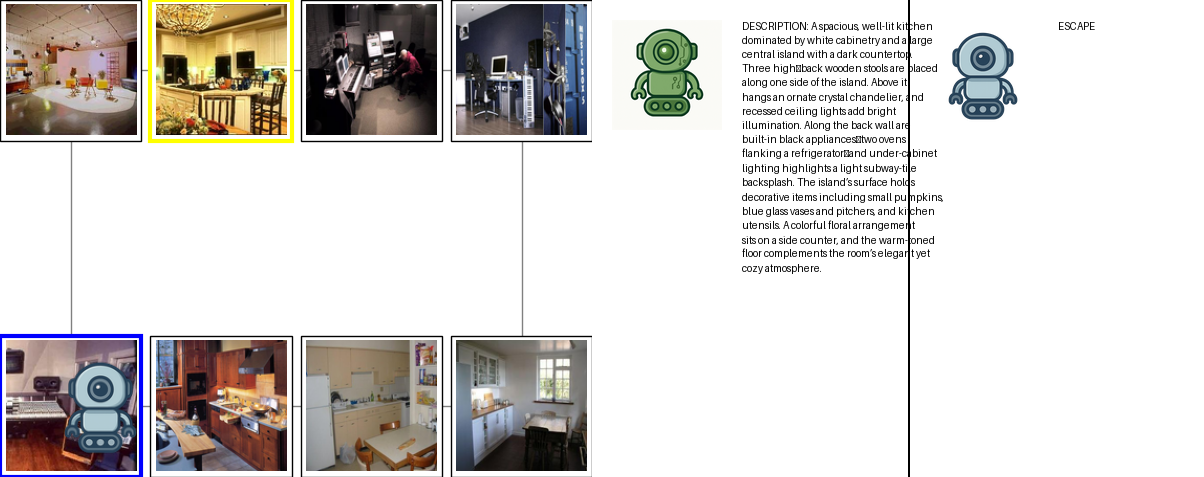 DESCRIPTION: A spacious, well-lit kitchen
dominated by white cabinetry and a large
central island with a dark countertop.
Three high▯back wooden stools are placed
along one side of the island. Above it
hangs an ornate crystal chandelier, and
recessed ceiling lights add bright
illumination. Along the back wall are
built-in black appliances▯two ovens
flanking a refrigerator▯and under-cabinet
lighting highlights a light subway-tile
backsplash. The island's surface holds
decorative items including small pumpkins,
blue glass vases and pitchers, and kitchen
utensils. A colorful floral arrangement
sits on a side counter, and the warm-toned
floor complements the room's elegant yet
cozy atmosphere.
ESCAPE
MUSIC BOX 5